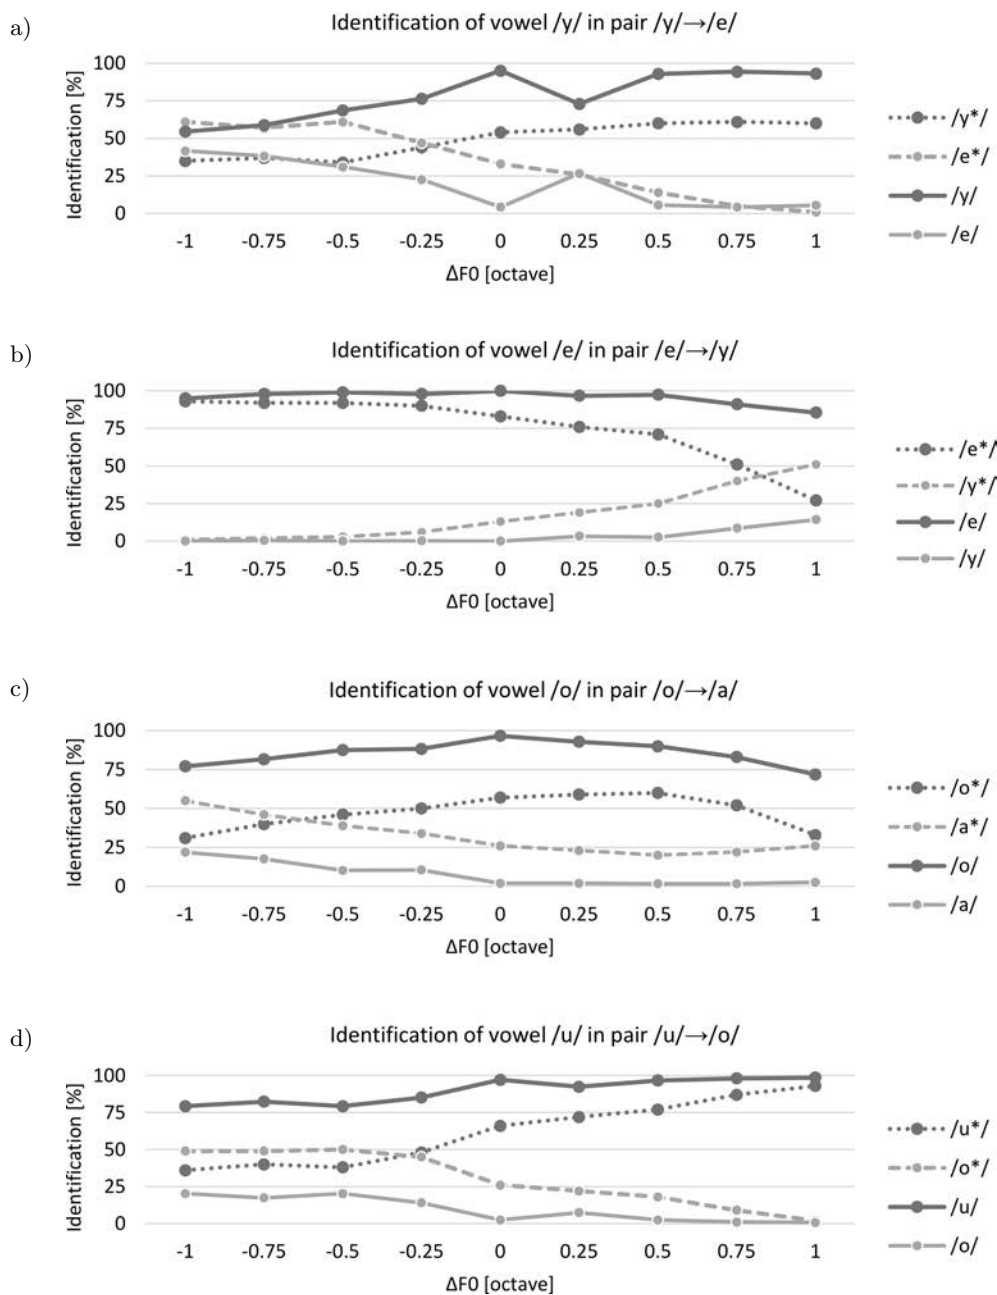 a)
Identification of vowel /y/ in pair /y/→/e/
Identification [%]
100
75
50
25
0
-1 -0.75 -0.5 -0.25 0 0.25 0.5 0.75 1
ΔF0 [octave]
/y*/
/e*/
/y/
/e/
b)
Identification of vowel /e/ in pair /e/→/y/
Identification [%]
100
75
50
25
0
-1 -0.75 -0.5 -0.25 0 0.25 0.5 0.75 1
ΔF0 [octave]
/e*/
/y*/
/e/
/y/
c)
Identification of vowel /o/ in pair /o/→/a/
Identification [%]
100
75
50
25
0
-1 -0.75 -0.5 -0.25 0 0.25 0.5 0.75 1
ΔF0 [octave]
/o*/
/a*/
/o/
/a/
d)
Identification of vowel /u/ in pair /u/→/o/
Identification [%]
100
75
50
25
0
-1 -0.75 -0.5 -0.25 0 0.25 0.5 0.75 1
ΔF0 [octave]
/u*/
/o*/
/u/
/o/